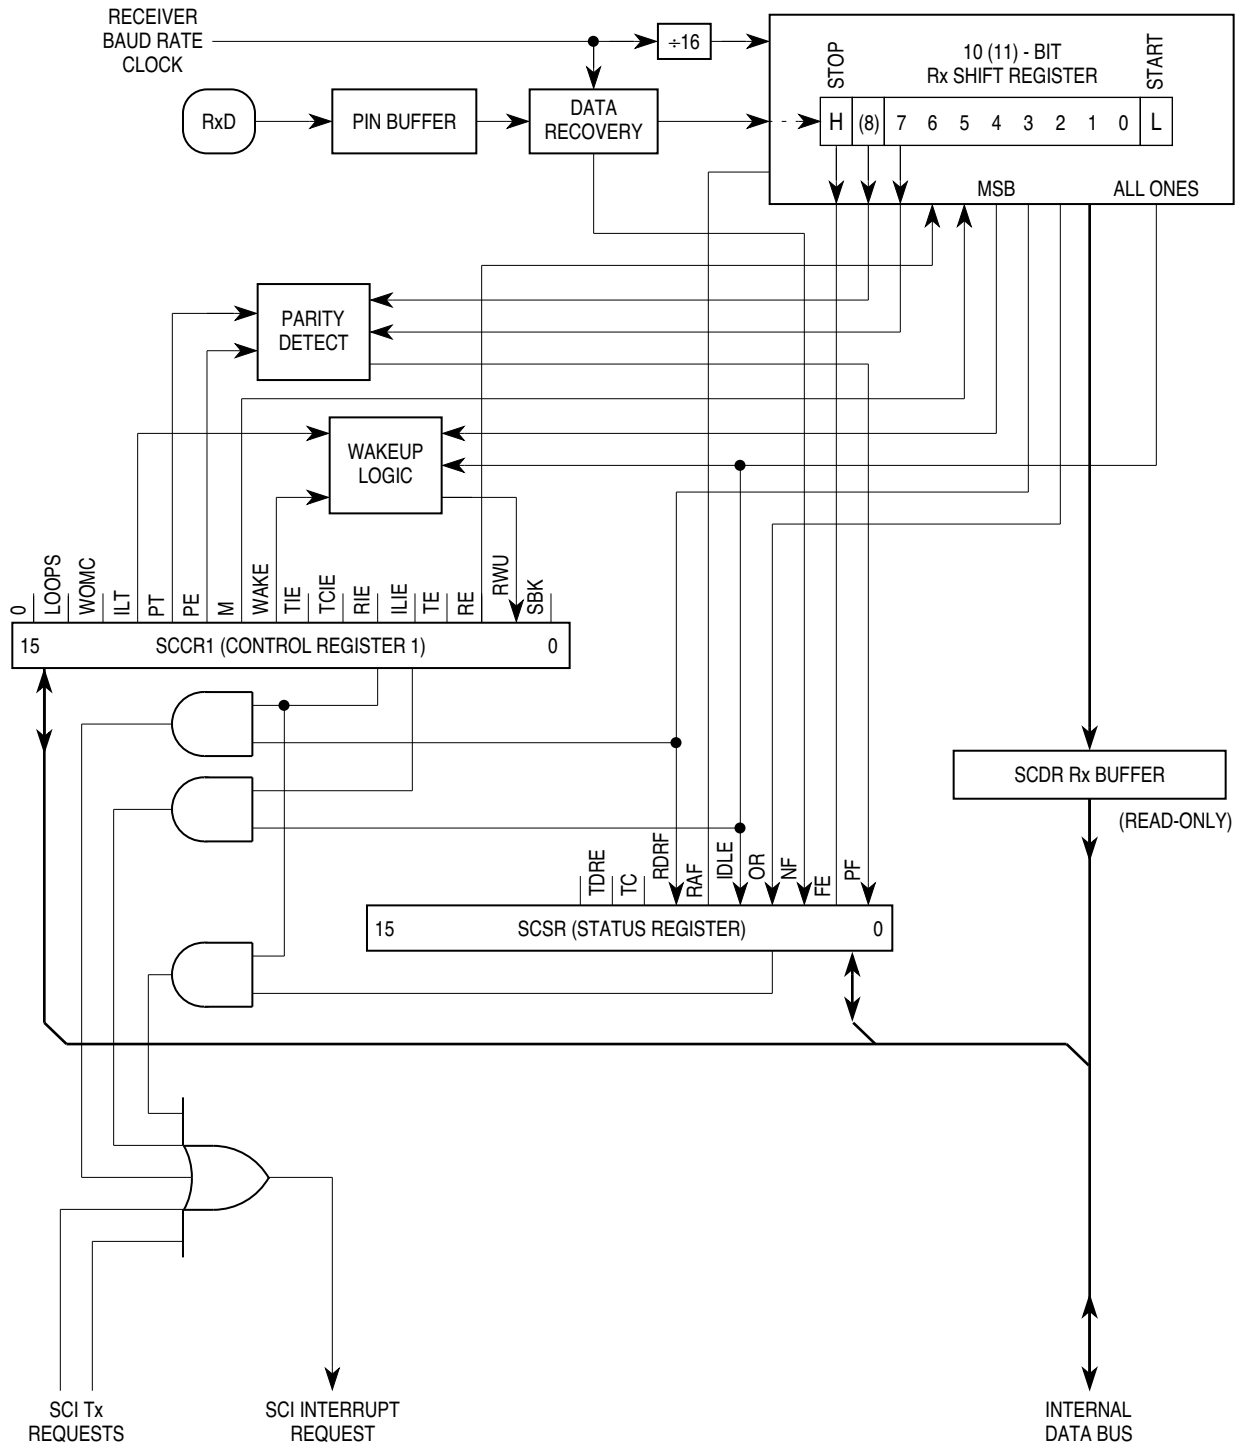 RECEIVER
BAUD RATE
CLOCK
÷16
10 (11) - BIT
Rx SHIFT REGISTER
STOP
START
RxD
PIN BUFFER
DATA
RECOVERY
H (8) 7 6 5 4 3 2 1 0 L
MSB
ALL ONES
PARITY
DETECT
WAKEUP
LOGIC
0
LOOPS
WOMC
ILT
PT
PE
M
WAKE
TIE
TCIE
RIE
ILIE
TE
RE
RWU
SBK
15 SCCR1 (CONTROL REGISTER 1) 0
SCDR Rx BUFFER
(READ-ONLY)
TDRE
TC
RDRF
RAF
IDLE
OR
NF
FE
PF
15 SCSR (STATUS REGISTER) 0
SCI Tx
REQUESTS
SCI INTERRUPT
REQUEST
INTERNAL
DATA BUS